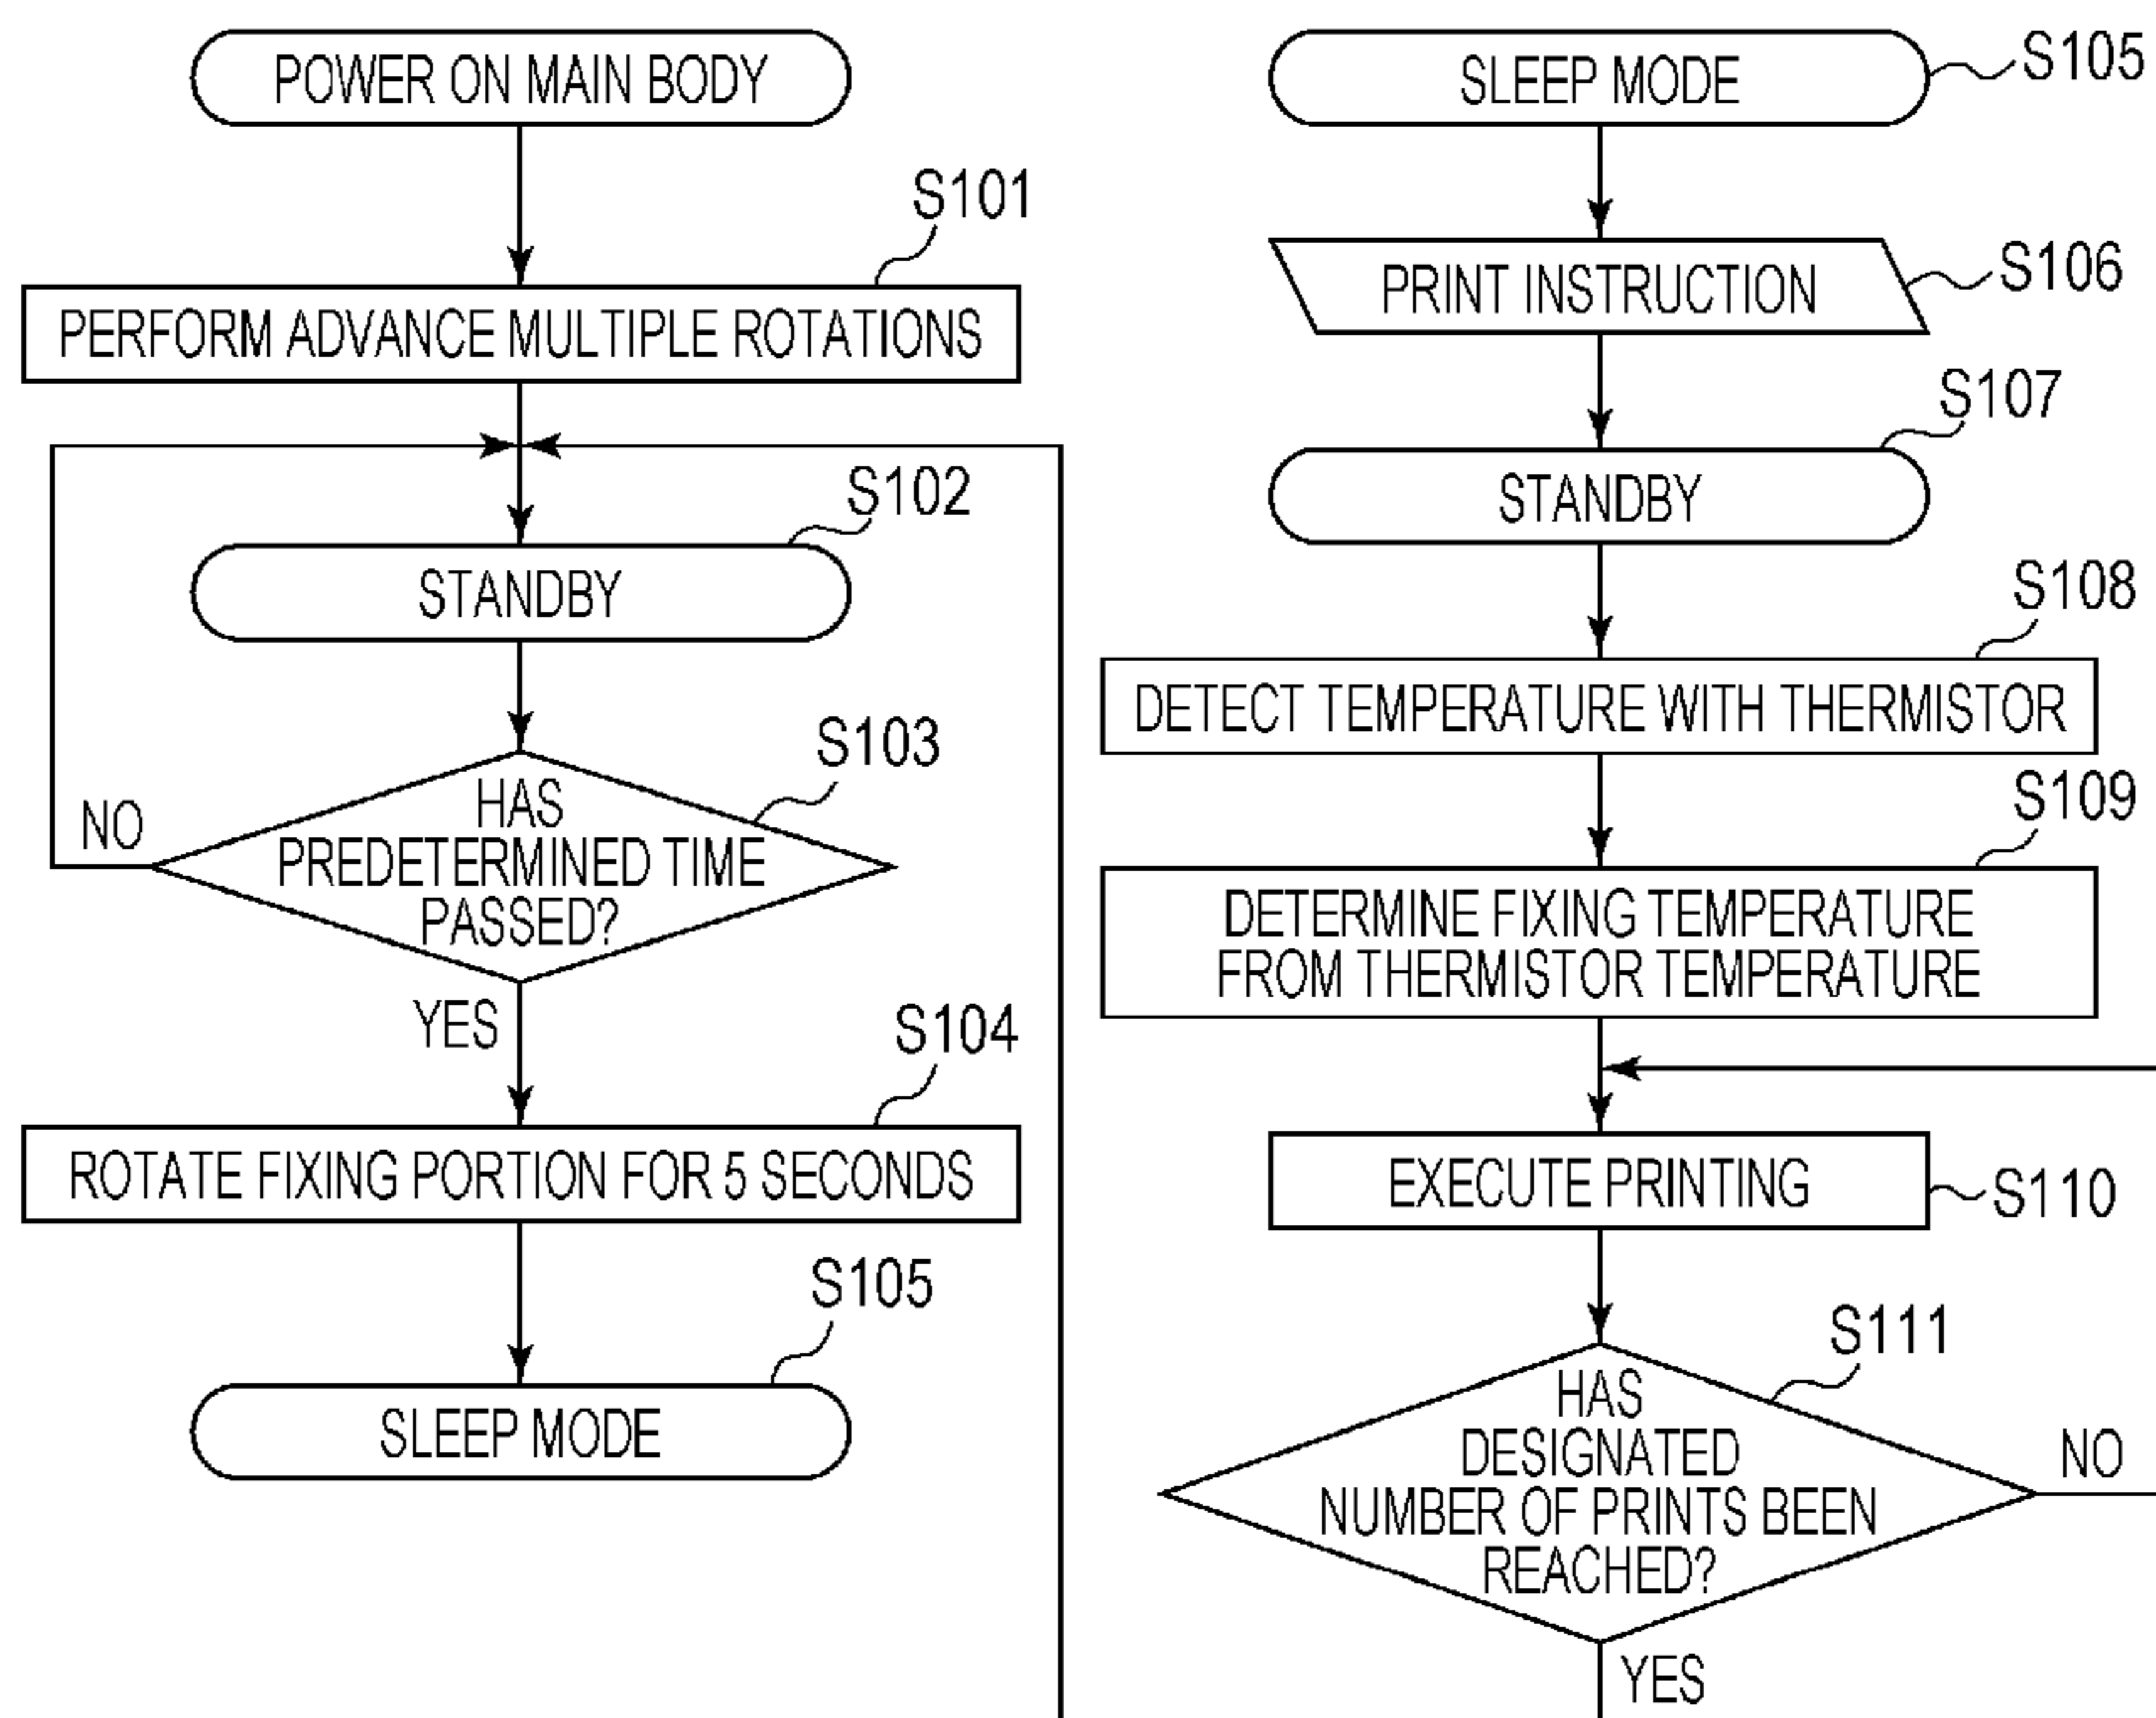 POWER ON MAIN BODY
S101
PERFORM ADVANCE MULTIPLE ROTATIONS
S102
STANDBY
S103
HAS
PREDETERMINED TIME
PASSED?
NO
YES
S104
ROTATE FIXING PORTION FOR 5 SECONDS
S105
SLEEP MODE
SLEEP MODE
S105
PRINT INSTRUCTION
S106
S107
STANDBY
S108
DETECT TEMPERATURE WITH THERMISTOR
S109
DETERMINE FIXING TEMPERATURE
FROM THERMISTOR TEMPERATURE
EXECUTE PRINTING
S110
S111
HAS
DESIGNATED
NUMBER OF PRINTS BEEN
REACHED?
NO
YES